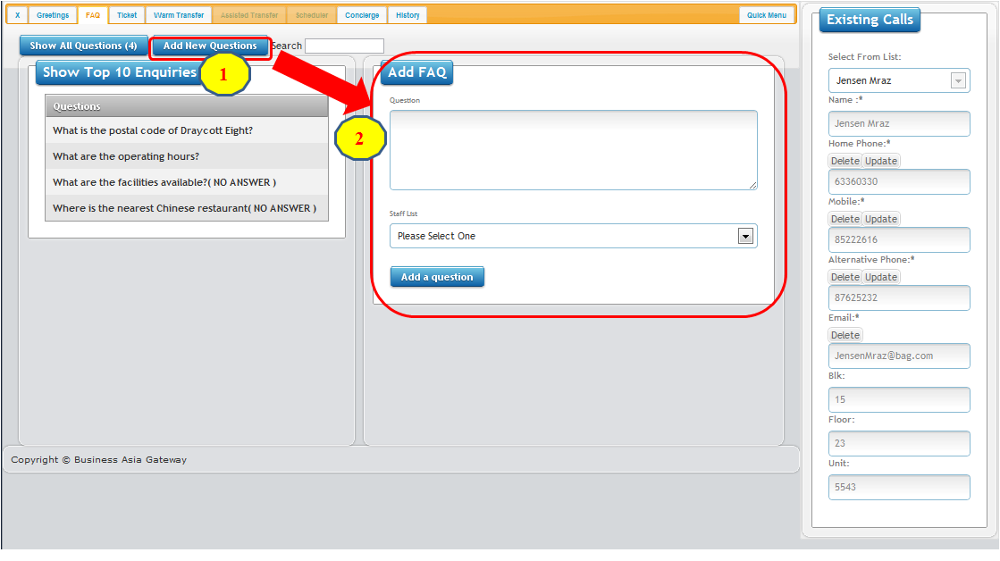 X Greetings FAQ Ticket Warm Transfer Assisted Transfer Scheduler Concierge History Quick Menu
Show All Questions (4) Add New Questions Search
Show Top 10 Enquiries
1
Questions
What is the postal code of Draycott Eight?
What are the operating hours?
What are the facilities available?( NO ANSWER )
Where is the nearest Chinese restaurant( NO ANSWER )
2
Add FAQ
Question
Staff List
Please Select One
Add a question
Existing Calls
Select From List:
Jensen Mraz
Name :*
Jensen Mraz
Home Phone:*
Delete Update
63360330
Mobile:*
Delete Update
85222616
Alternative Phone:*
Delete Update
87625232
Email:*
Delete
JensenMraz@bag.com
Blk:
15
Floor:
23
Unit:
5543
Copyright © Business Asia Gateway